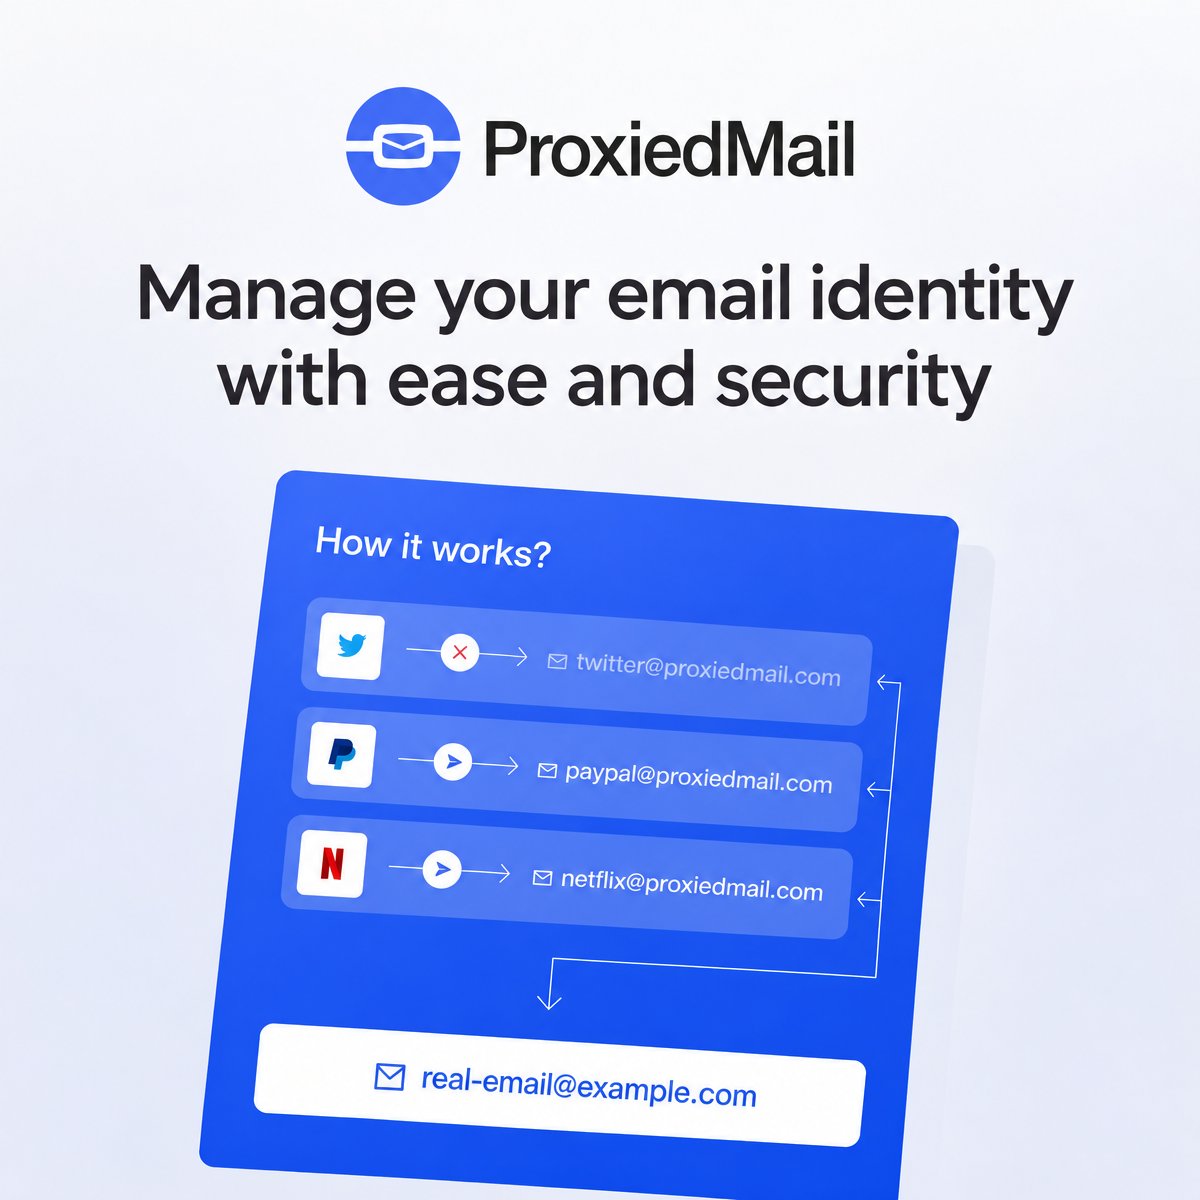 ProxiedMail
Manage your email identity
with ease and security
How it works?
twitter@proxiedmail.com
paypal@proxiedmail.com
N
netflix@proxiedmail.com
real-email@example.com